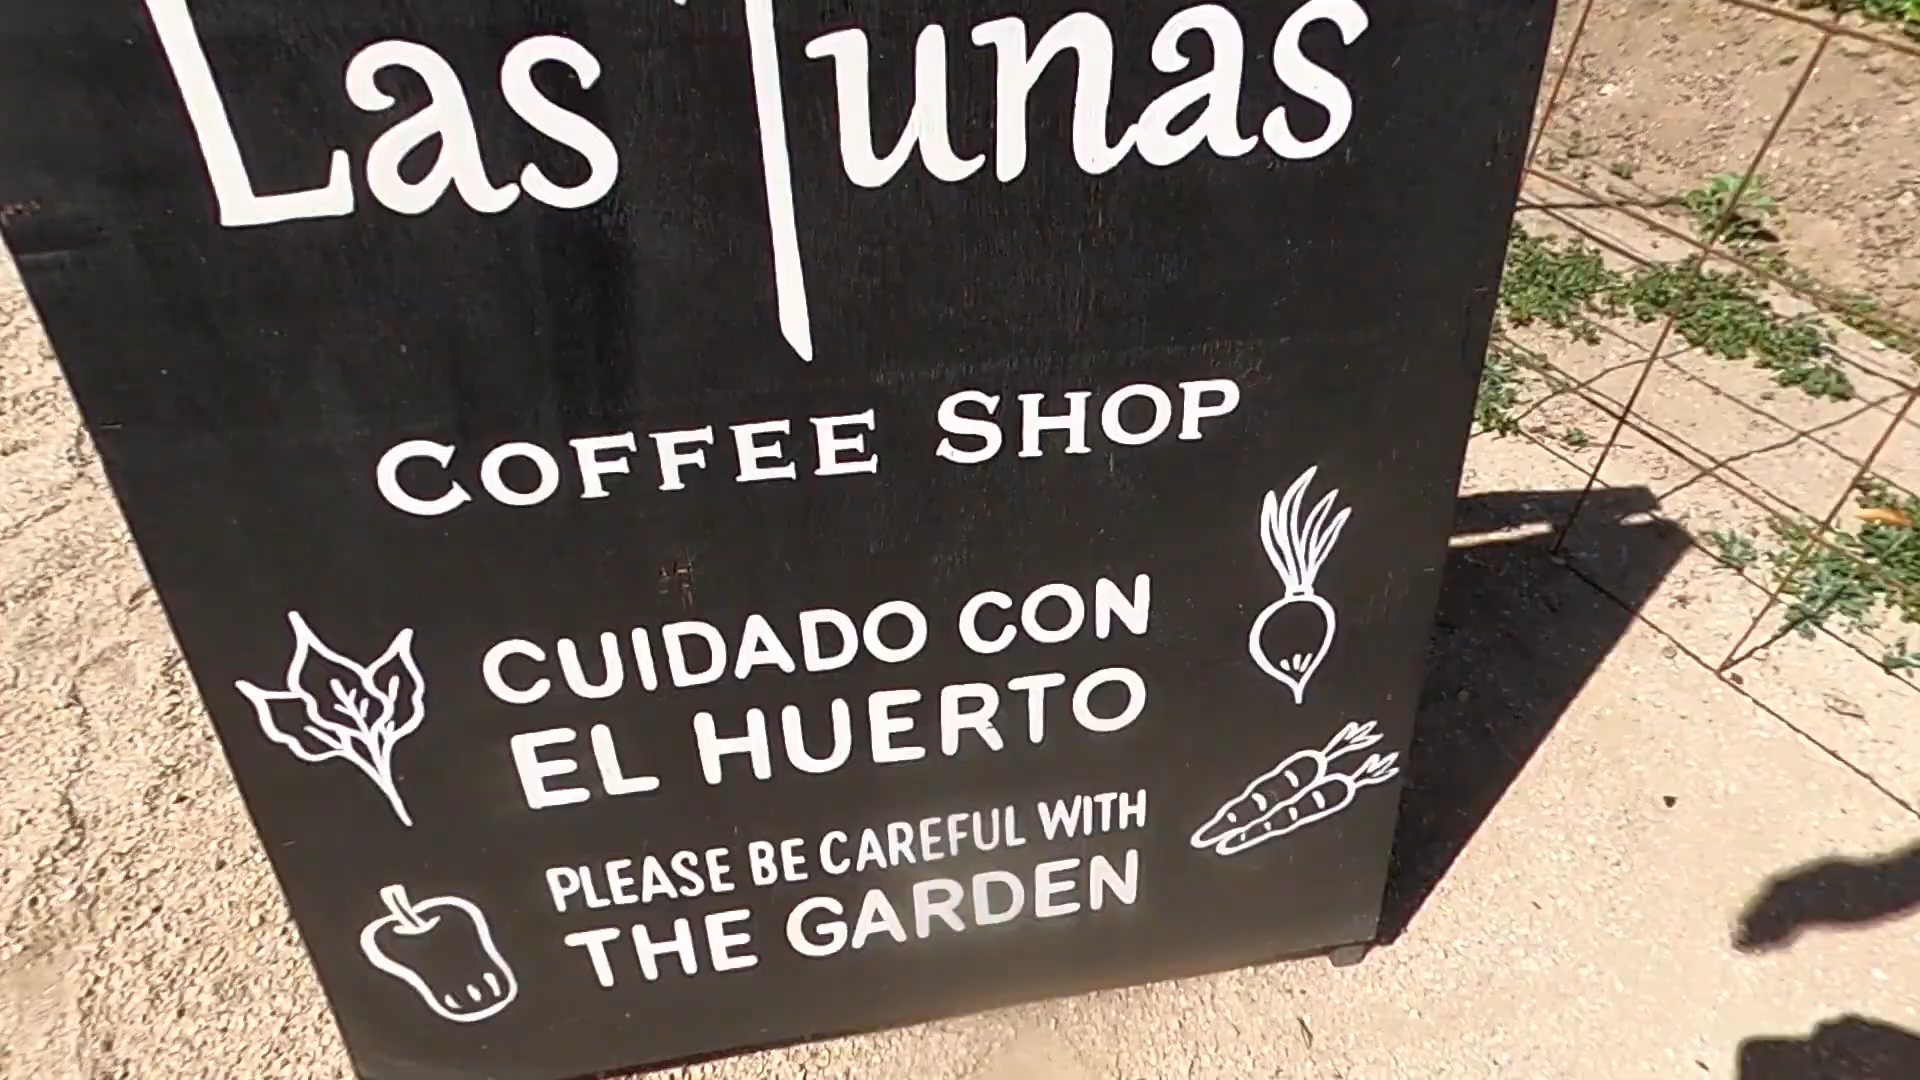 Las Tunas
COFFEE SHOP
CUIDADO CON
EL HUERTO
PLEASE BE CAREFUL WITH
THE GARDEN